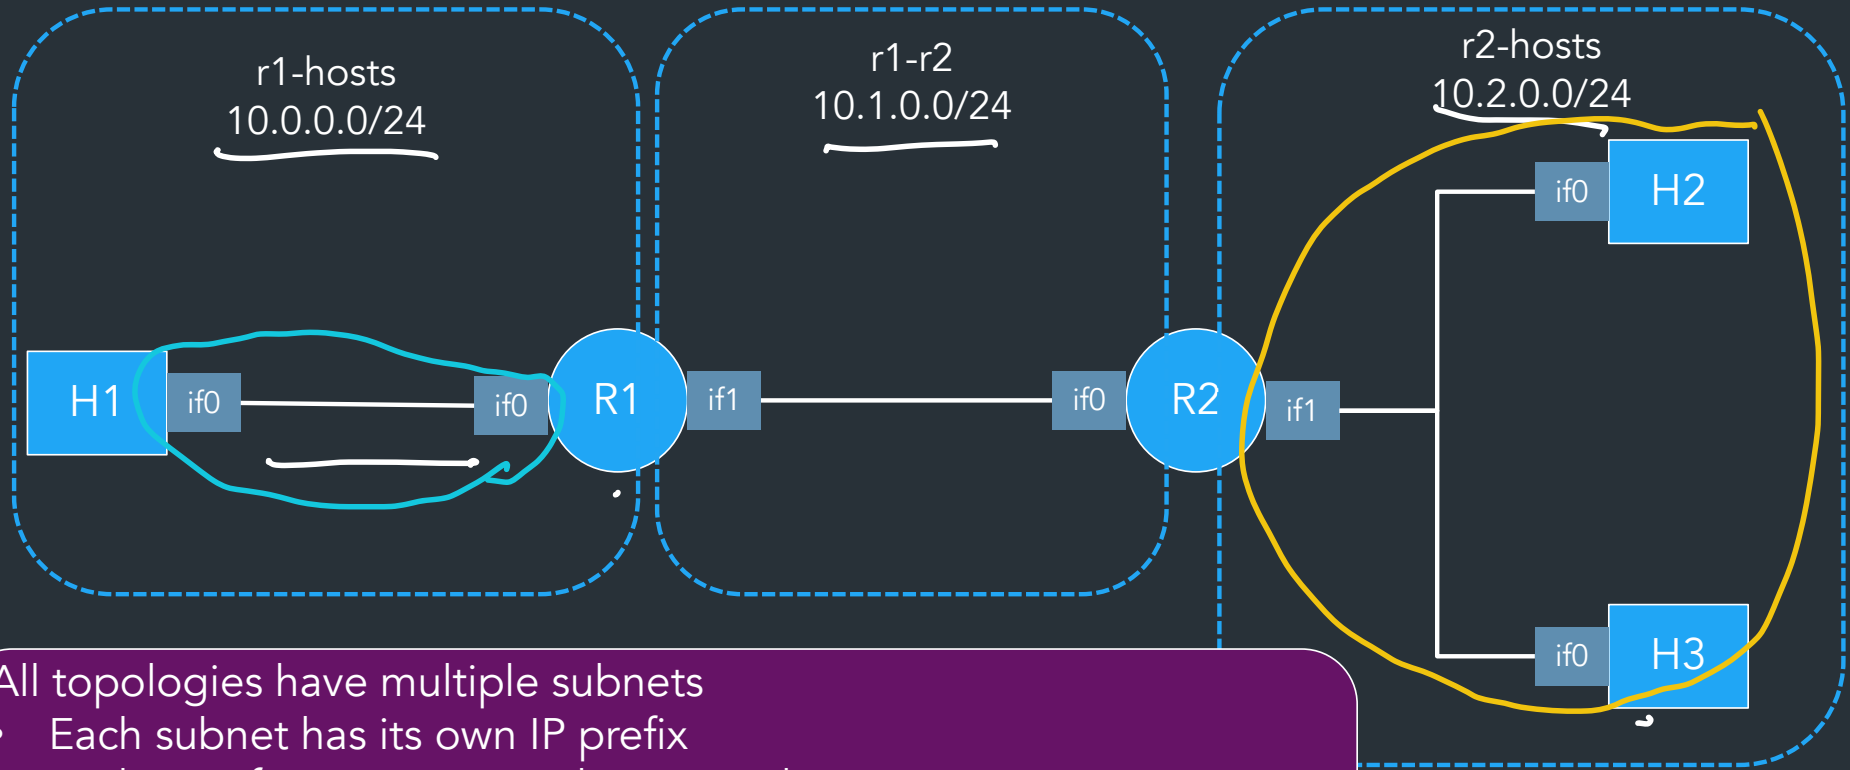 r1-hosts
10.0.0.0/24
r1-r2
10.1.0.0/24
r2-hosts
10.2.0.0/24
if0 H2
H1 if0 if0 R1 if1 if0 R2 if1
if0 H3
All topologies have multiple subnets
• Each subnet has its own IP prefix